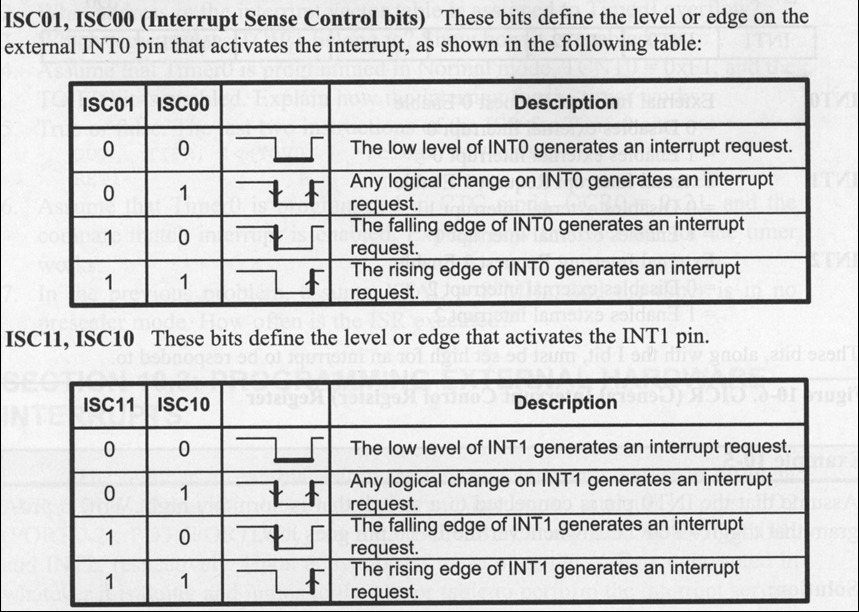 ISC01, ISC00 (Interrupt Sense Control bits) These bits define the level or edge on the
external INT0 pin that activates the interrupt, as shown in the following table:
ISC01 ISC00 Description
0 0 The low level of INT0 generates an interrupt request.
0 1 Any logical change on INT0 generates an interrupt
request.
1 0 The falling edge of INT0 generates an interrupt
request.
1 1 The rising edge of INT0 generates an interrupt
request.
ISC11, ISC10 These bits define the level or edge that activates the INT1 pin.
ISC11 ISC10 Description
0 0 The low level of INT1 generates an interrupt request.
0 1 Any logical change on INT1 generates an interrupt
request.
1 0 The falling edge of INT1 generates an interrupt
request.
1 1 The rising edge of INT1 generates an interrupt
request.